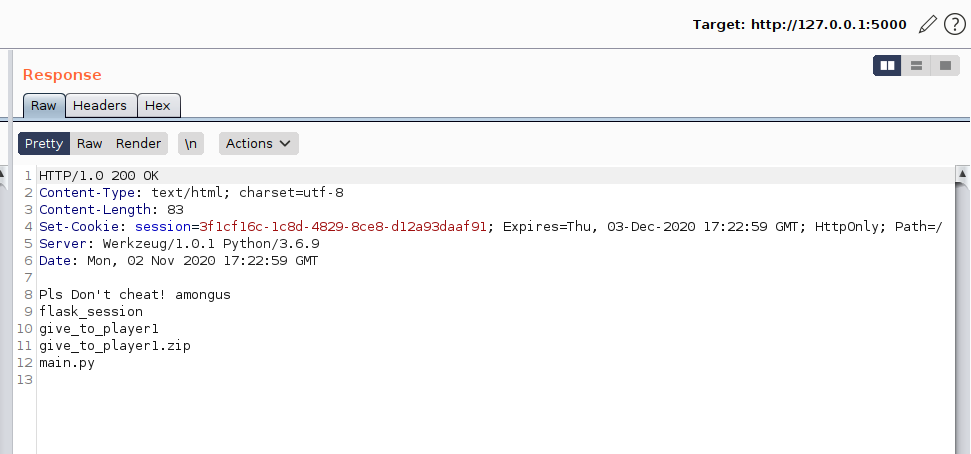 Target: http://127.0.0.1:5000
Response
Raw Headers Hex
Pretty Raw Render \n Actions
1 HTTP/1.0 200 OK
2 Content-Type: text/html; charset=utf-8
3 Content-Length: 83
4 Set-Cookie: session=3f1cf16c-1c8d-4829-8ce8-d12a93daaf91; Expires=Thu, 03-Dec-2020 17:22:59 GMT; HttpOnly; Path=/
5 Server: Werkzeug/1.0.1 Python/3.6.9
6 Date: Mon, 02 Nov 2020 17:22:59 GMT
7
8 Pls Don't cheat! amongus
9 flask_session
10 give_to_player1
11 give_to_player1.zip
12 main.py
13